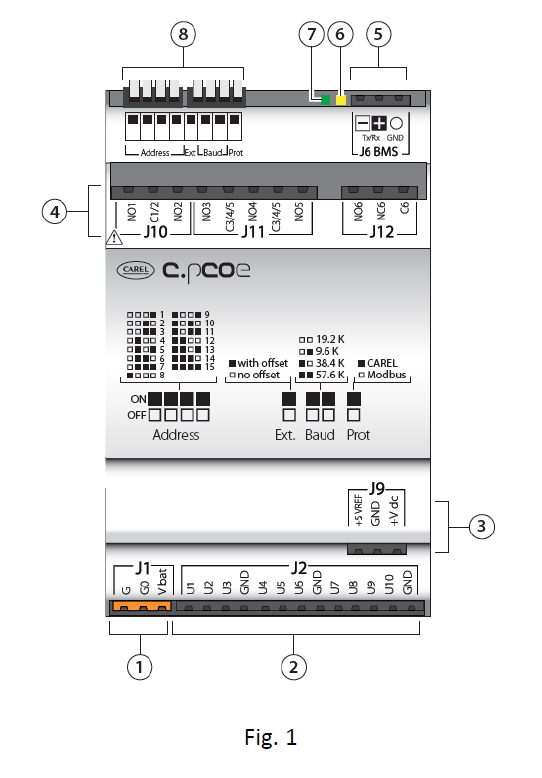 8 7 6 5
Address Ext Baud Prot
Tx/Rx GND
J6 BMS
4
NO1 C1/2 NO2 NO3 C3/4/5 NO4 C3/4/5 NO5 NO6 NC6 C6
J10 J11 J12
CAREL c.pCOe
1 9
2 10
3 11
4 12
5 13
6 14
7 15
8
with offset
no offset
19.2 K
9.6 K
38.4 K
57.6 K
CAREL
Modbus
ON
OFF
Address Ext. Baud Prot
J9
+5 VREF GND +V dc
3
J1 J2
G G0 V bat U1 U2 U3 GND U4 U5 U6 GND U7 U8 U9 U10 GND
1 2
Fig. 1